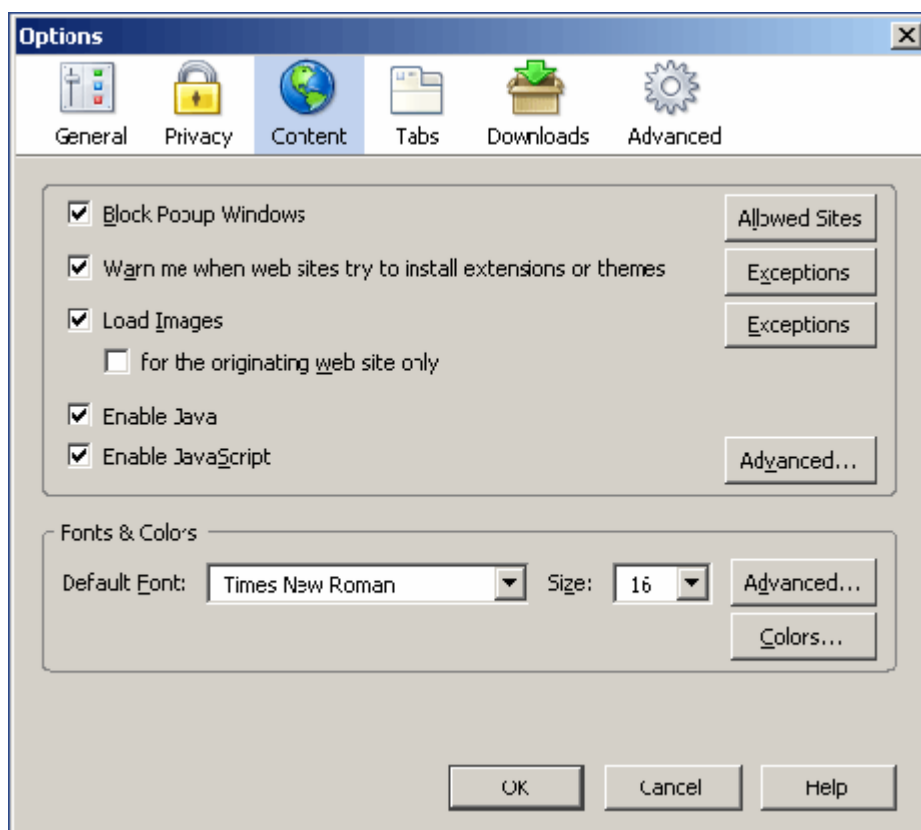 Options
General Privacy Content Tabs Downloads Advanced
Block Popup Windows Allowed Sites
Warn me when web sites try to install extensions or themes Exceptions
Load Images Exceptions
for the originating web site only
Enable Java
Enable JavaScript Advanced...
Fonts & Colors
Default Font: Times New Roman Size: 16 Advanced...
Colors...
OK Cancel Help